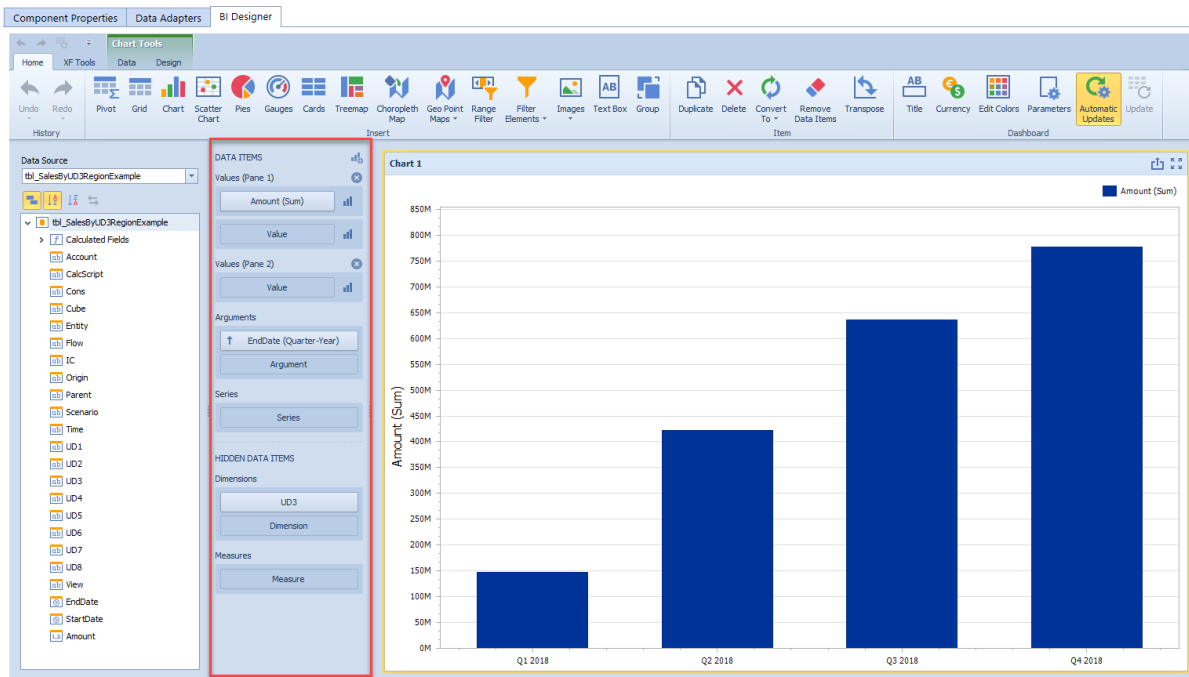 Component Properties Data Adapters BI Designer
Chart Tools
Home XF Tools Data Design
Undo Redo Pivot Grid Chart Scatter Chart Pies Gauges Cards Treemap Choropleth Map Geo Point Maps Range Filter Filter Elements Images Text Box Group Duplicate Delete Convert To Remove Data Items Transpose Title Currency Edit Colors Parameters Automatic Updates Update
History Insert Item Dashboard
Data Source
tbl_SalesByUD3RegionExample
tbl_SalesByUD3RegionExample
Calculated Fields
Account
CalcScript
Cons
Cube
Entity
Flow
IC
Origin
Parent
Scenario
Time
UD1
UD2
UD3
UD4
UD5
UD6
UD7
UD8
View
EndDate
StartDate
Amount
DATA ITEMS
Values (Pane 1)
Amount (Sum)
Value
Values (Pane 2)
Value
Arguments
EndDate (Quarter-Year)
Argument
Series
Series
HIDDEN DATA ITEMS
Dimensions
UD3
Dimension
Measures
Measure
Chart 1
Amount (Sum)
Amount (Sum)
850M
800M
750M
700M
650M
600M
550M
500M
450M
400M
350M
300M
250M
200M
150M
100M
50M
0M
Q1 2018 Q2 2018 Q3 2018 Q4 2018